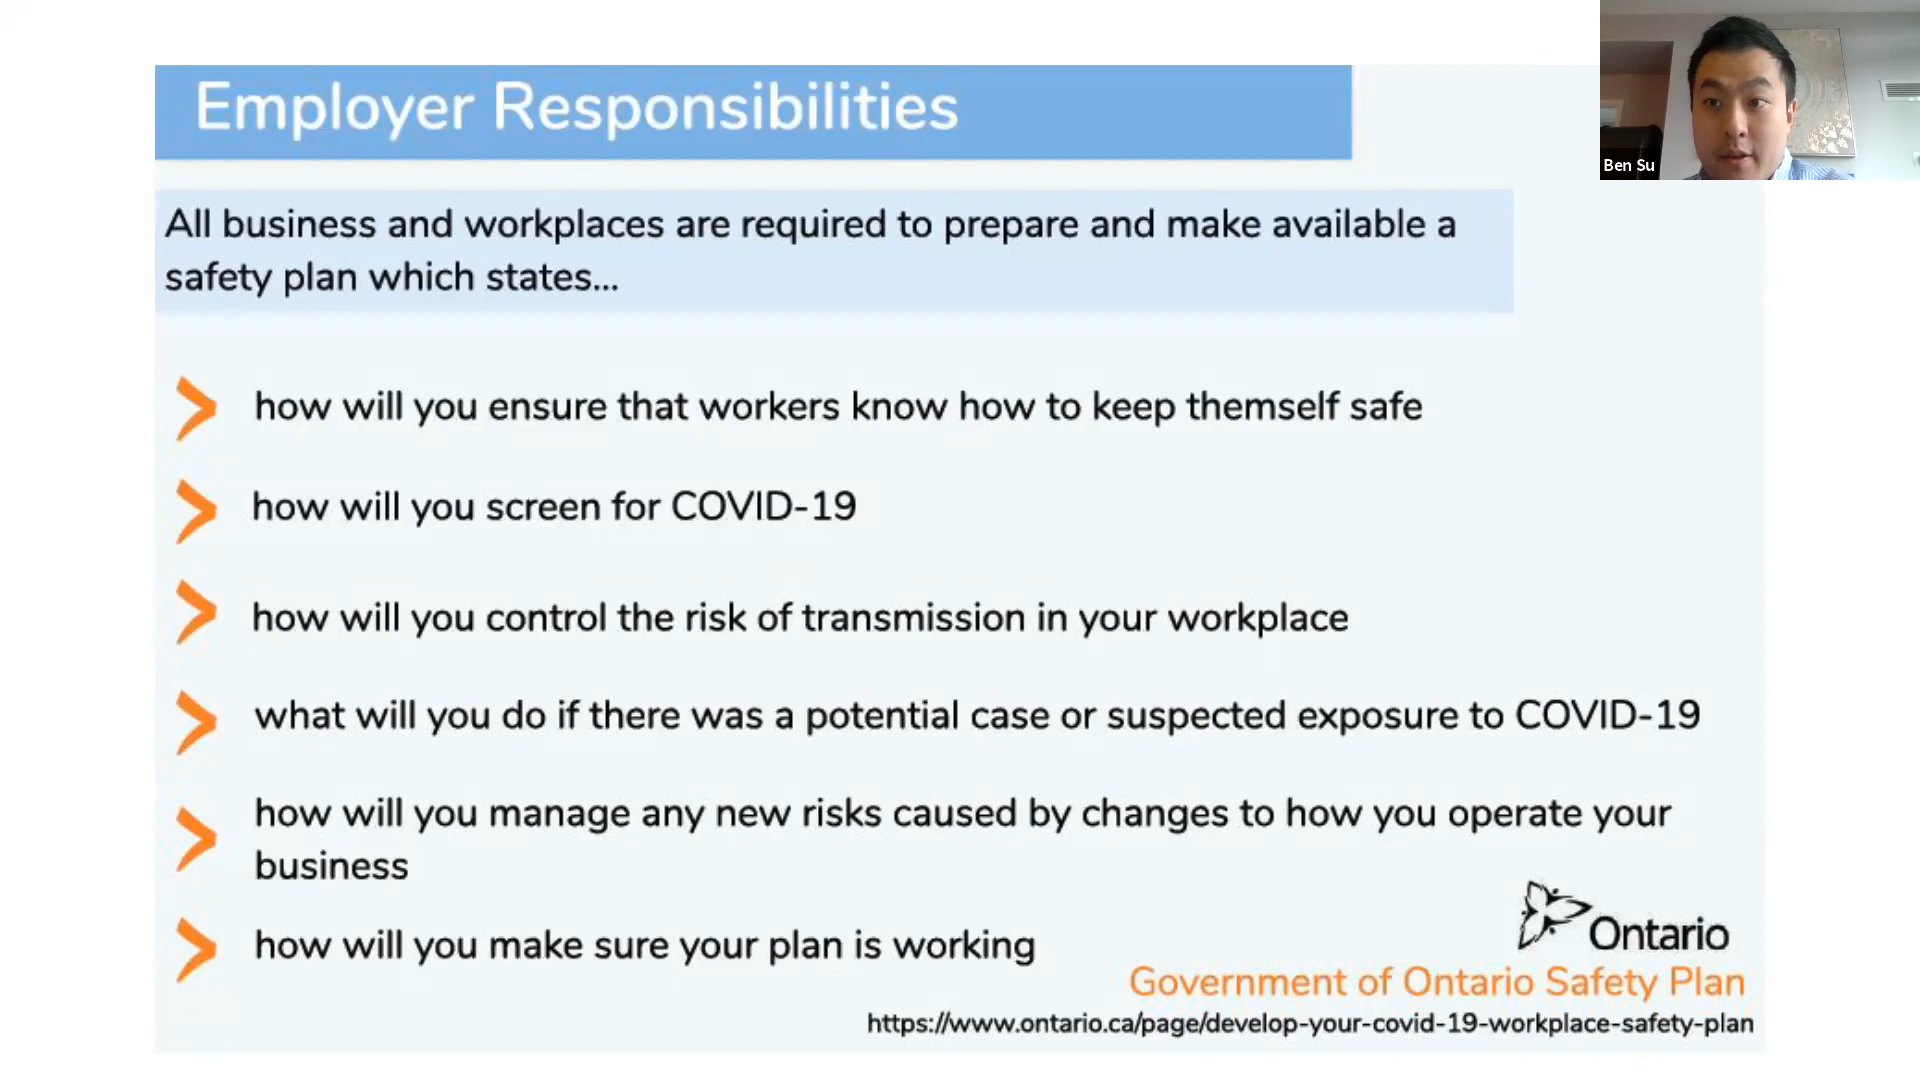 Employer Responsibilities
Ben Su
All business and workplaces are required to prepare and make available a
safety plan which states...
how will you ensure that workers know how to keep themself safe
how will you screen for COVID-19
how will you control the risk of transmission in your workplace
what will you do if there was a potential case or suspected exposure to COVID-19
how will you manage any new risks caused by changes to how you operate your
business
how will you make sure your plan is working
Ontario
Government of Ontario Safety Plan
https://www.ontario.ca/page/develop-your-covid-19-workplace-safety-plan